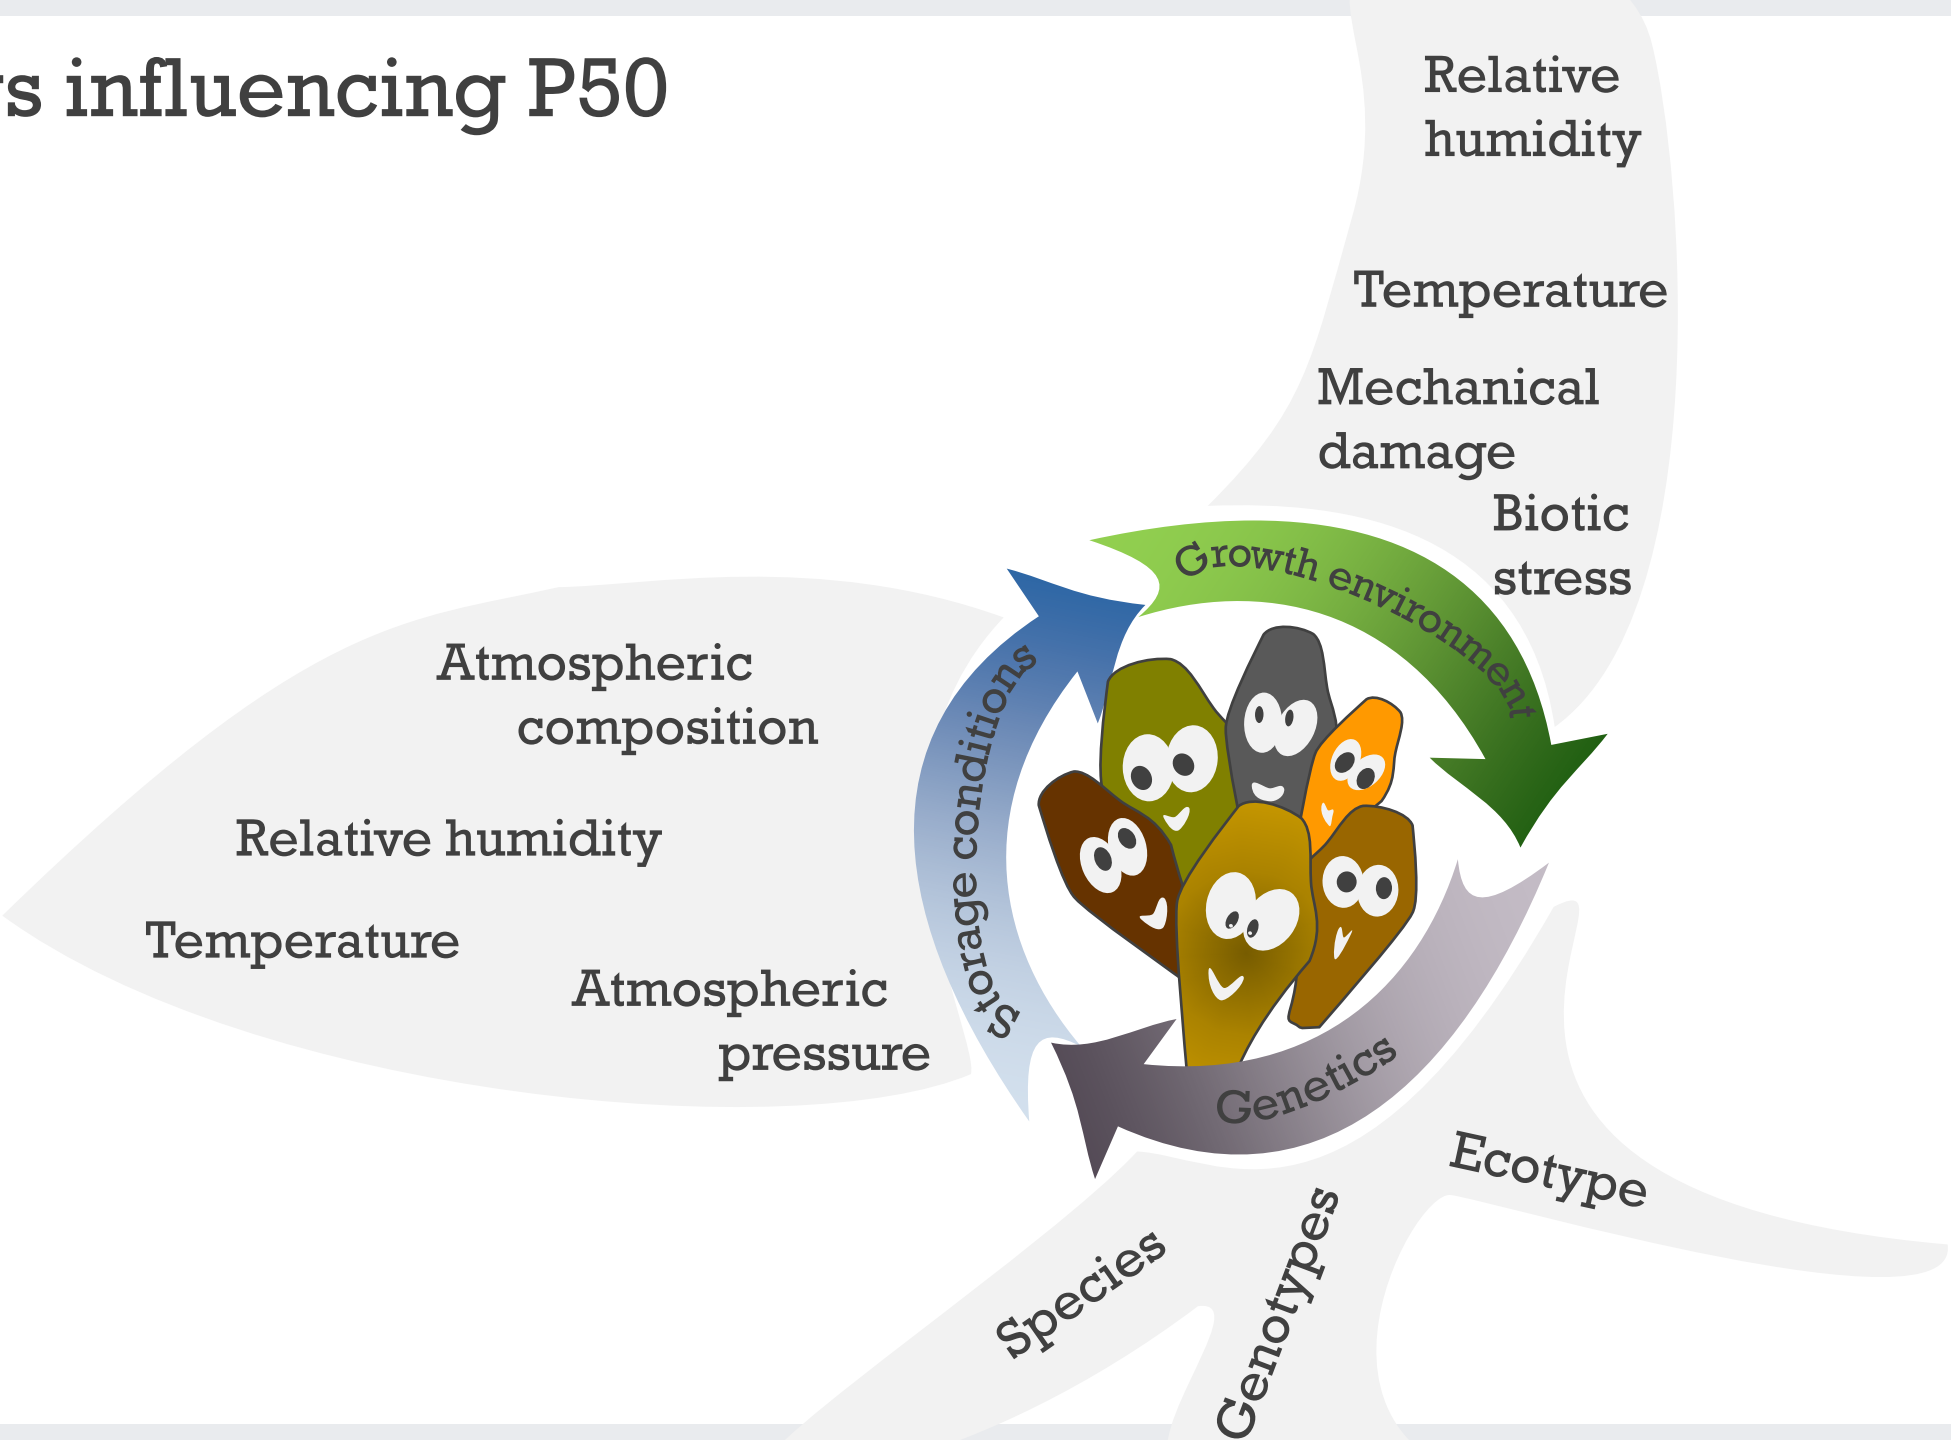 s influencing P50
Relative
humidity
Temperature
Mechanical
damage
Biotic
stress
Growth environment
Atmospheric
composition
Relative humidity
Temperature
Atmospheric
pressure
Storage conditions
Genetics
Ecotype
Species
Genotypes